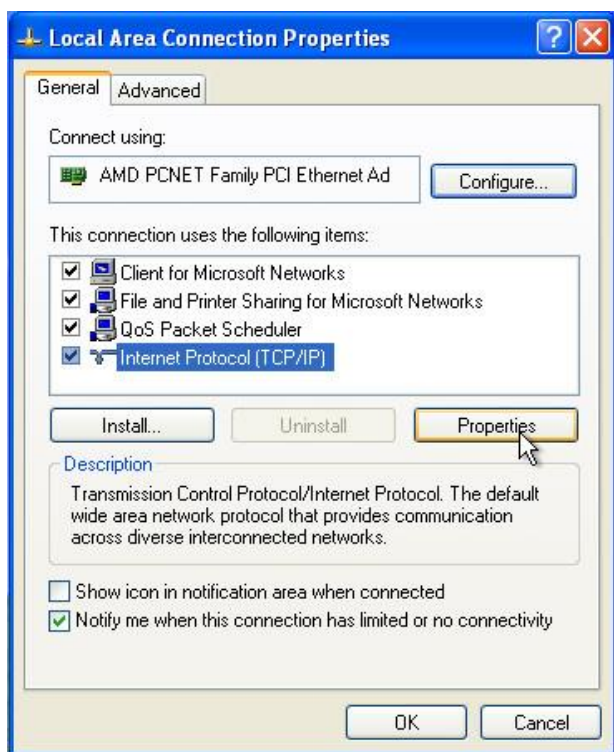 Local Area Connection Properties
General
Advanced
Connect using:
AMD PCNET Family PCI Ethernet Ad
Configure...
This connection uses the following items:
Client for Microsoft Networks
File and Printer Sharing for Microsoft Networks
QoS Packet Scheduler
Internet Protocol (TCP/IP)
Install...
Uninstall
Properties
Description
Transmission Control Protocol/Internet Protocol. The default
wide area network protocol that provides communication
across diverse interconnected networks.
Show icon in notification area when connected
Notify me when this connection has limited or no connectivity
OK
Cancel